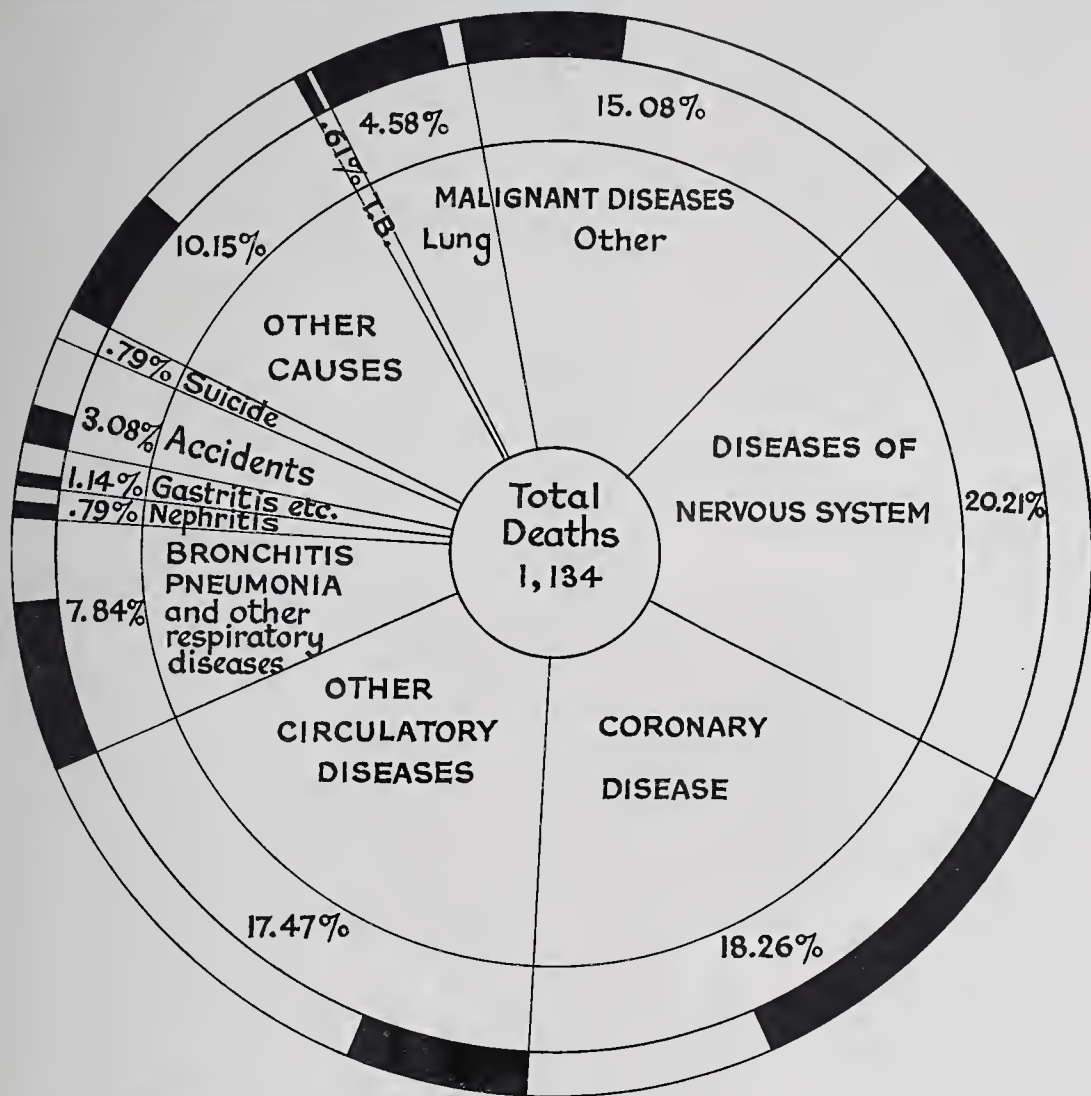 15.08%
4.58%
.61% T.B.
MALIGNANT DISEASES
Lung Other
10.15%
OTHER
CAUSES
.79% Suicide
3.08% Accidents
1.14% Gastritis etc.
.79% Nephritis
BRONCHITIS
PNEUMONIA
7.84% and other
respiratory
diseases
DISEASES OF
NERVOUS SYSTEM
20.21%
Total
Deaths
1,134
OTHER
CIRCULATORY
DISEASES
17.47%
CORONARY
DISEASE
18.26%